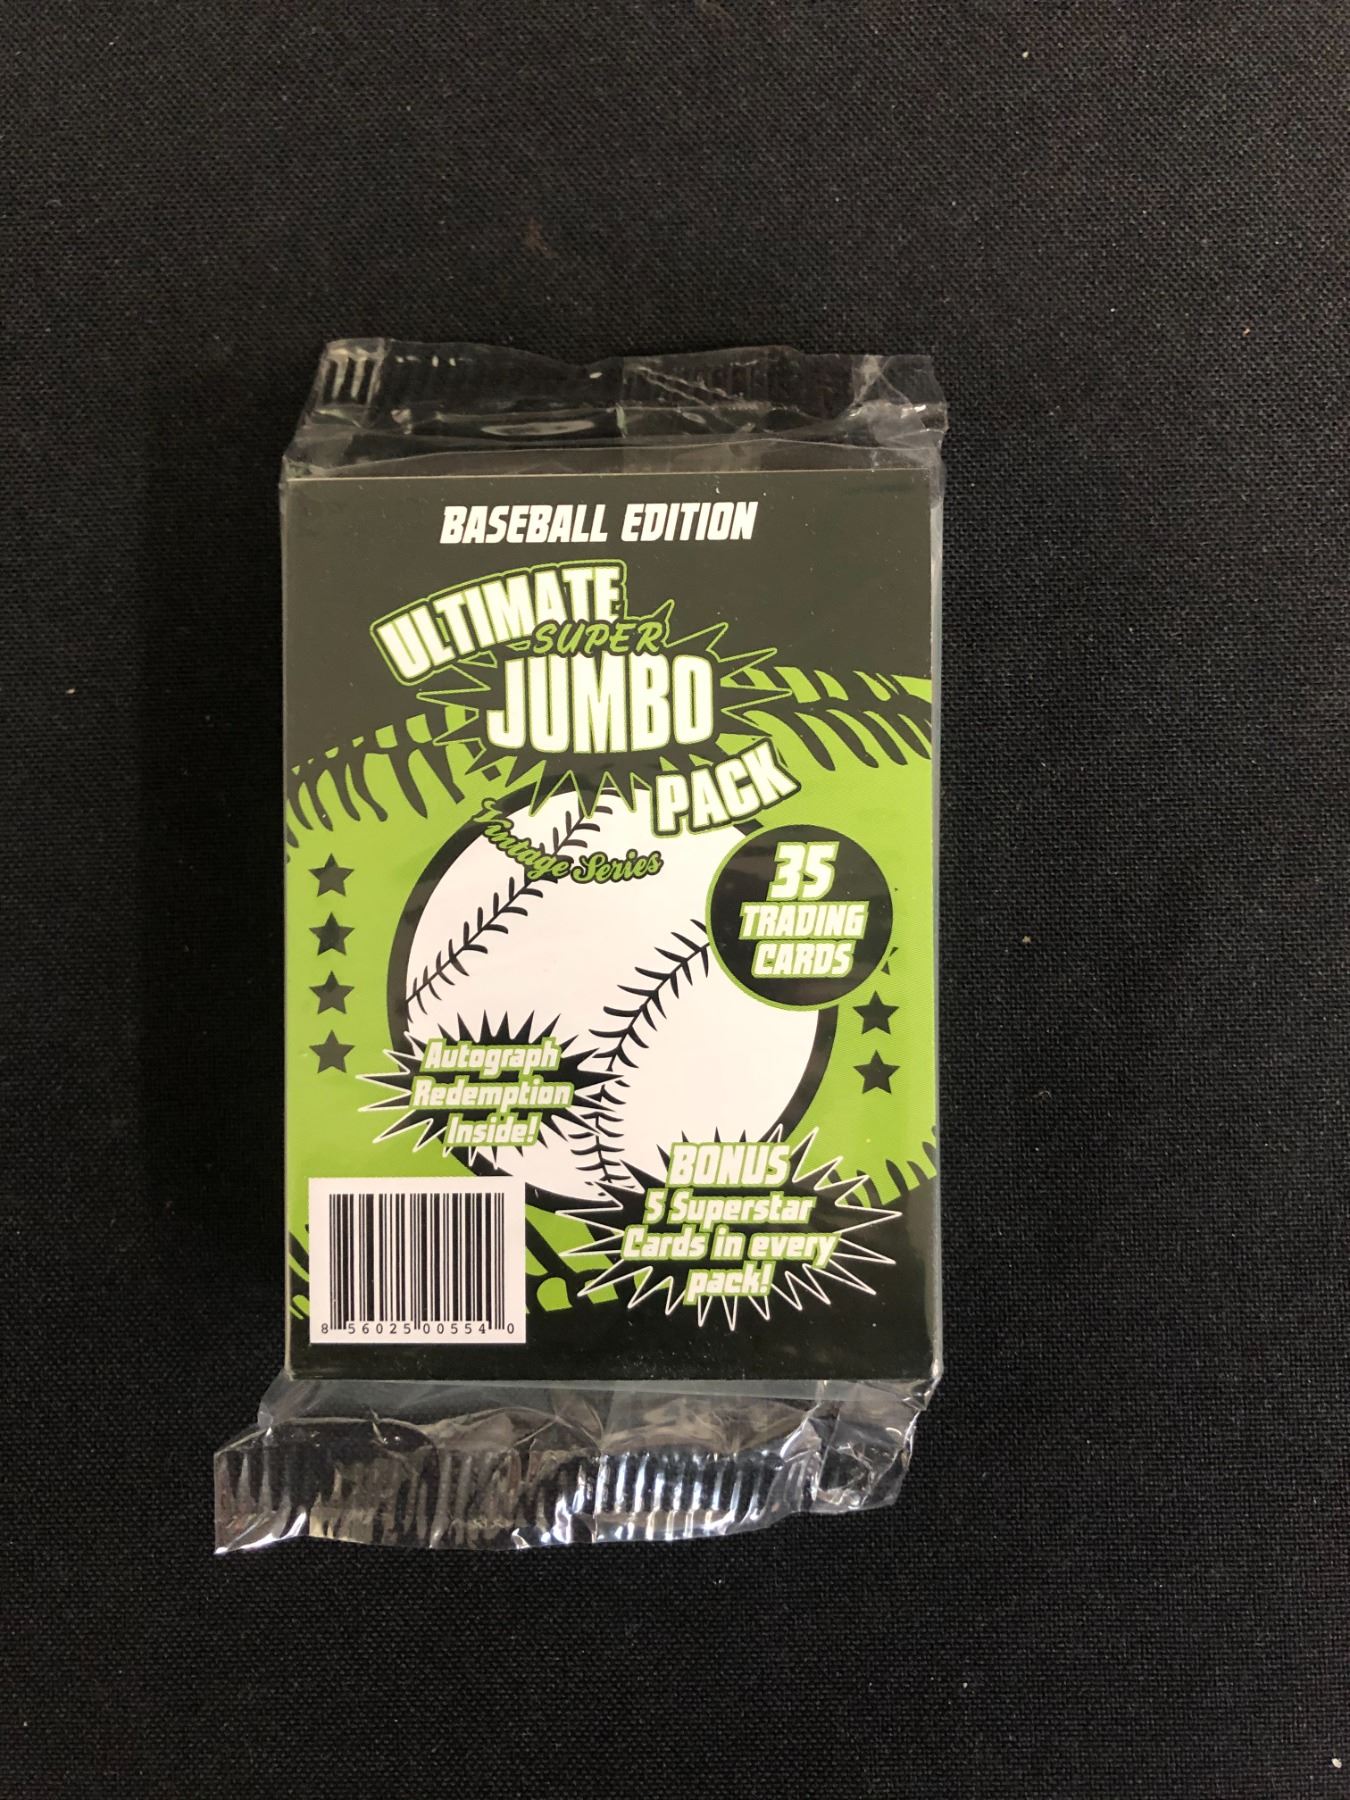 BASEBALL EDITION
ULTIMATE
SUPER
JUMBO
PACK
Vintage Series
35
TRADING
CARDS
Autograph
Redemption
Inside!
BONUS
5 Superstar
Cards in every
pack!
8 56025 00554 0